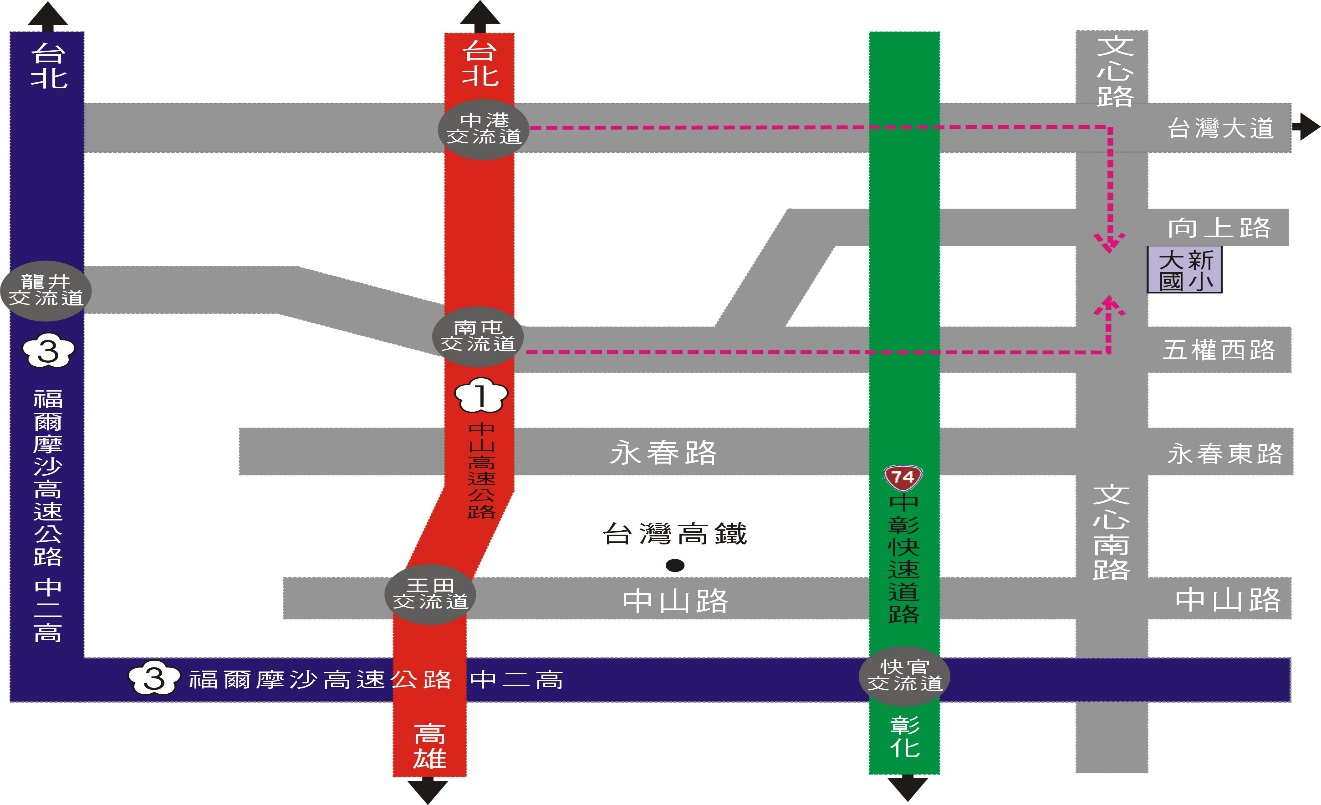 台北
台北
文心路
中港
交流道
台灣大道
向上路
大新
國小
龍井
交流道
南屯
交流道
五權西路
3
1
福爾摩沙高速公路 中二高
中山高速公路
永春路
永春東路
74
中彰快速道路
文心南路
台灣高鐵
王田
交流道
中山路
中山路
3 福爾摩沙高速公路 中二高
快官
交流道
高雄
彰化